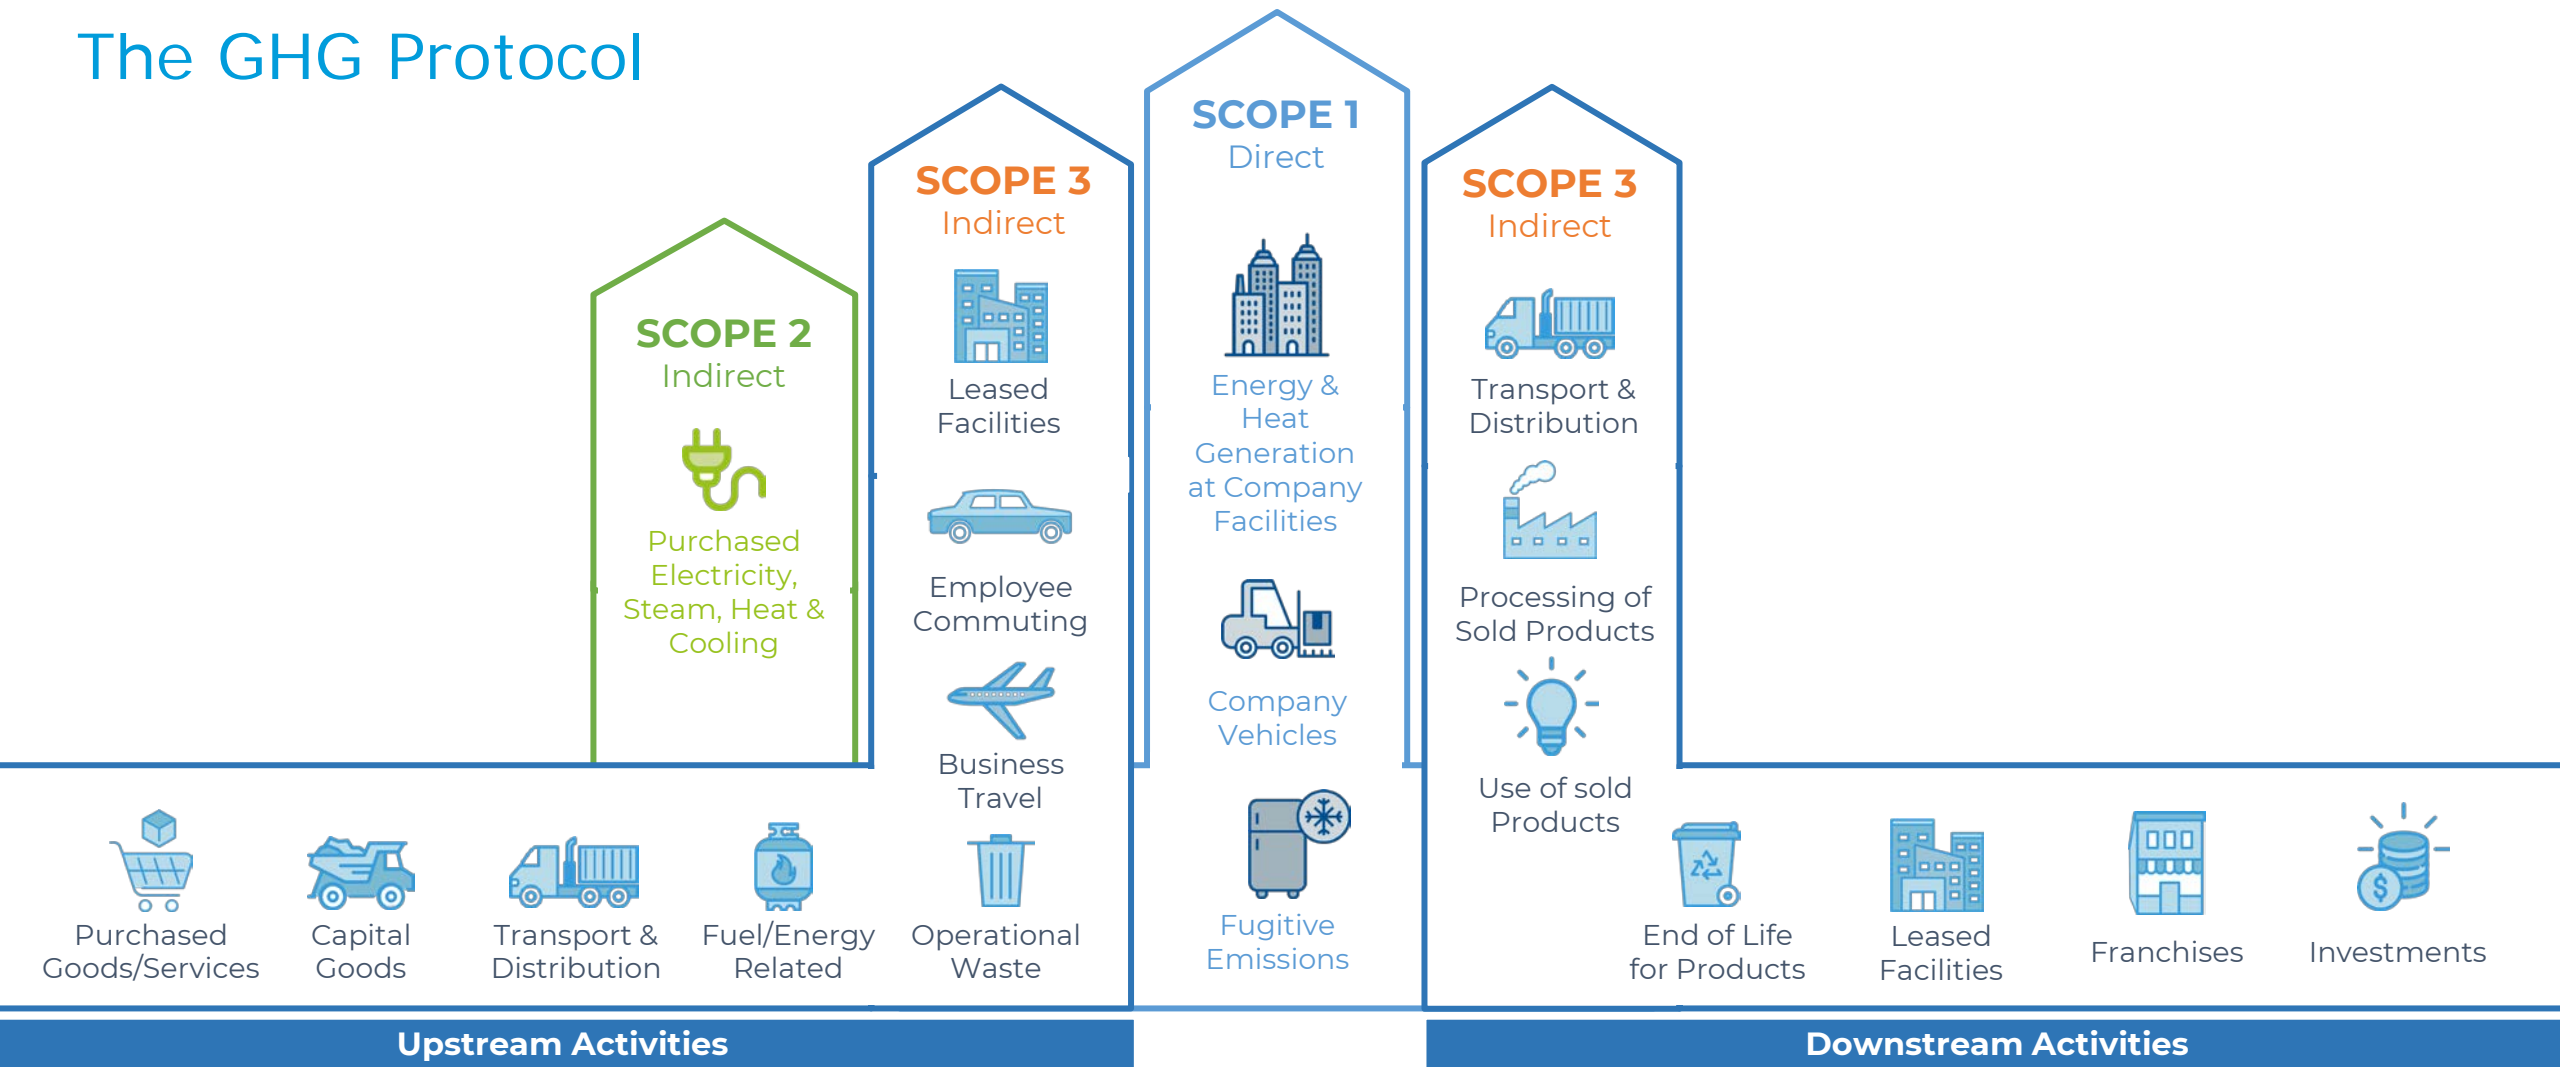 The GHG Protocol
SCOPE 2
Indirect
Purchased
Electricity,
Steam, Heat &
Cooling
SCOPE 3
Indirect
Leased
Facilities
Employee
Commuting
Business
Travel
Operational
Waste
Purchased
Goods/Services
Capital
Goods
Transport &
Distribution
Fuel/Energy
Related
SCOPE 1
Direct
Energy &
Heat
Generation
at Company
Facilities
Company
Vehicles
Fugitive
Emissions
SCOPE 3
Indirect
Transport &
Distribution
Processing of
Sold Products
Use of sold
Products
End of Life
for Products
Leased
Facilities
Franchises
$
Investments
Upstream Activities
Downstream Activities